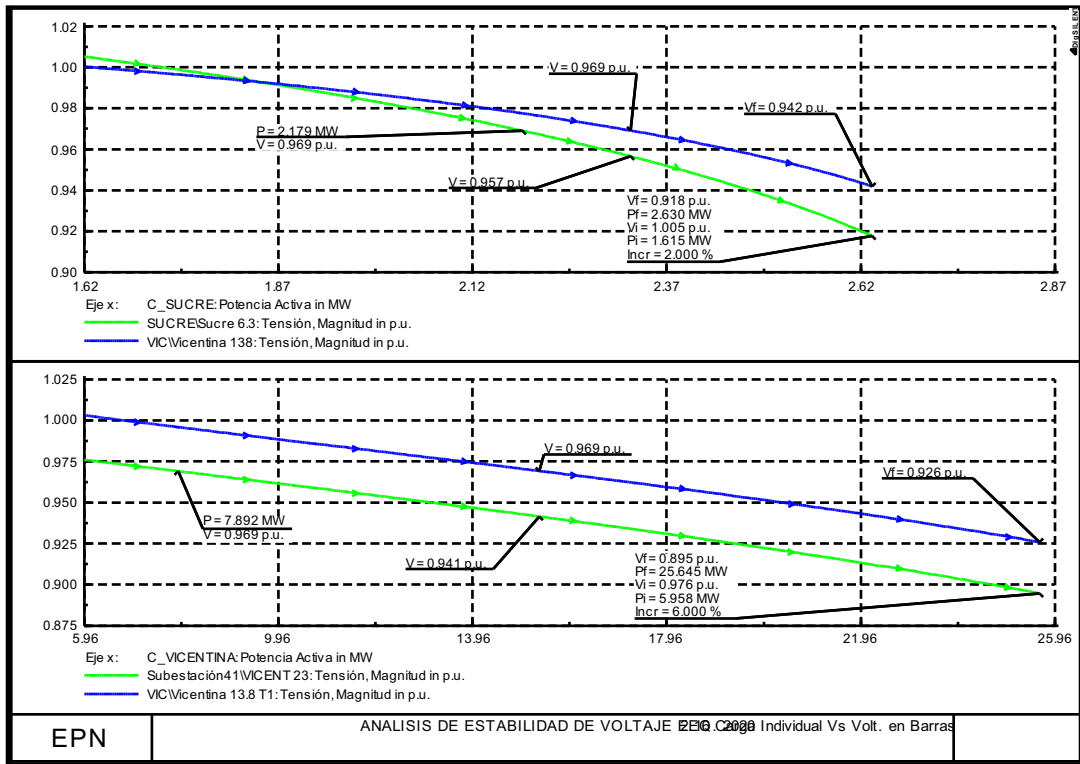 DIgSILENT
1.02
1.00
0.98
0.96
0.94
0.92
0.90
1.62
1.87
2.12
2.37
2.62
2.87
V = 0.969 p.u.
Vf = 0.942 p.u.
P = 2.179 MW
V = 0.969 p.u.
V = 0.957 p.u.
Vf = 0.918 p.u.
Pf = 2.630 MW
Vi = 1.005 p.u.
Pi = 1.615 MW
Incr = 2.000 %
Eje x: C_SUCRE: Potencia Activa in MW
SUCRE\Sucre 6.3: Tensión, Magnitud in p.u.
VIC\Vicentina 138: Tensión, Magnitud in p.u.
1.025
1.000
0.975
0.950
0.925
0.900
0.875
5.96
9.96
13.96
17.96
21.96
25.96
V = 0.969 p.u.
Vf = 0.926 p.u.
P = 7.892 MW
V = 0.969 p.u.
V = 0.941 p.u.
Vf = 0.895 p.u.
Pf = 25.645 MW
Vi = 0.976 p.u.
Pi = 5.958 MW
Incr = 6.000 %
Eje x: C_VICENTINA: Potencia Activa in MW
Subestación41\VICENT 23: Tensión, Magnitud in p.u.
VIC\Vicentina 13.8 T1: Tensión, Magnitud in p.u.
EPN
ANALISIS DE ESTABILIDAD DE VOLTAJE Individual Vs Volt. en Barras